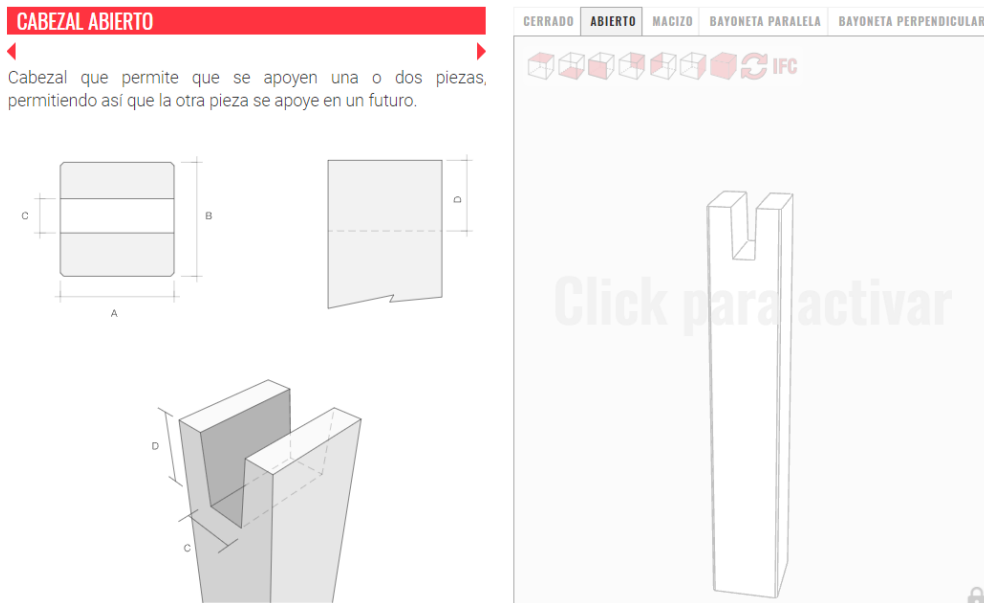 CABEZAL ABIERTO
Cabezal que permite que se apoyen una o dos piezas,
permitiendo así que la otra pieza se apoye en un futuro.
C
B
A
D
D
C
CERRADO ABIERTO MACIZO BAYONETA PARALELA BAYONETA PERPENDICULAR
IFC
Click para activar